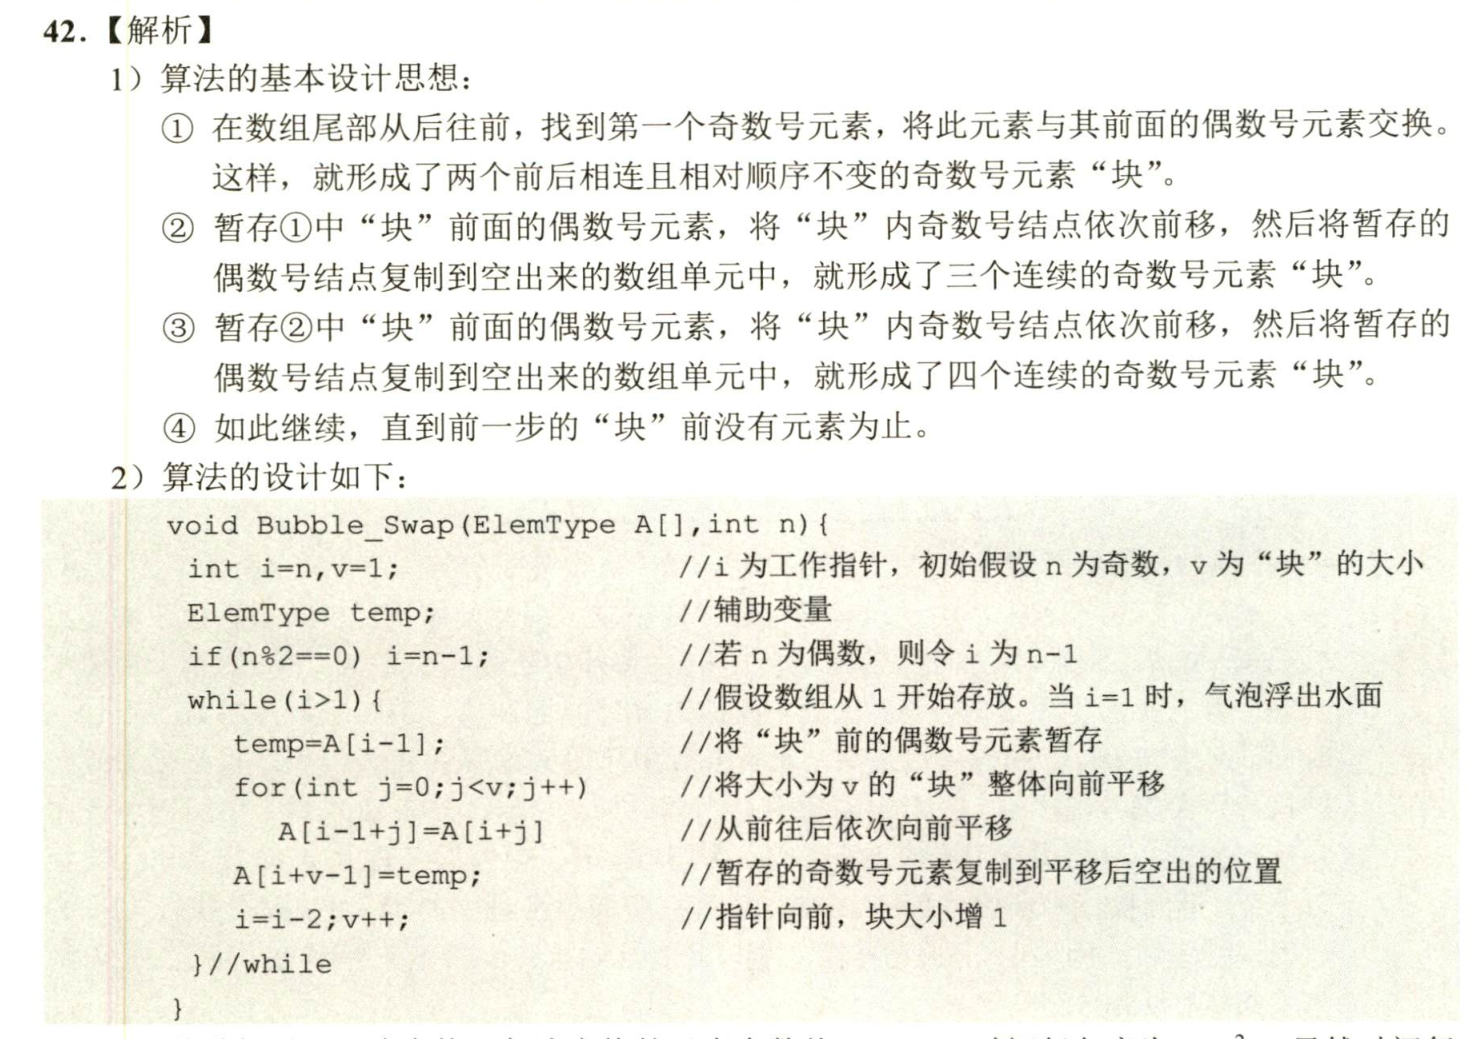 42.【解析】
1）算法的基本设计思想：
① 在数组尾部从后往前，找到第一个奇数号元素，将此元素与其前面的偶数号元素交换。
这样，就形成了两个前后相连且相对顺序不变的奇数号元素“块”。
② 暂存①中“块”前面的偶数号元素，将“块”内奇数号结点依次前移，然后将暂存的
偶数号结点复制到空出来的数组单元中，就形成了三个连续的奇数号元素“块”。
③ 暂存②中“块”前面的偶数号元素，将“块”内奇数号结点依次前移，然后将暂存的
偶数号结点复制到空出来的数组单元中，就形成了四个连续的奇数号元素“块”。
④ 如此继续，直到前一步的“块”前没有元素为止。
2）算法的设计如下：
void Bubble_Swap(ElemType A[],int n){
int i=n,v=1; //i 为工作指针，初始假设 n 为奇数，v 为“块”的大小
ElemType temp; //辅助变量
if(n%2==0) i=n-1; //若 n 为偶数，则令 i 为 n-1
while(i>1){ //假设数组从 1 开始存放。当 i=1 时，气泡浮出水面
temp=A[i-1]; //将“块”前的偶数号元素暂存
for(int j=0;j<v;j++) //将大小为 v 的“块”整体向前平移
A[i-1+j]=A[i+j] //从前往后依次向前平移
A[i+v-1]=temp; //暂存的奇数号元素复制到平移后空出的位置
i=i-2;v++; //指针向前，块大小增 1
}//while
}